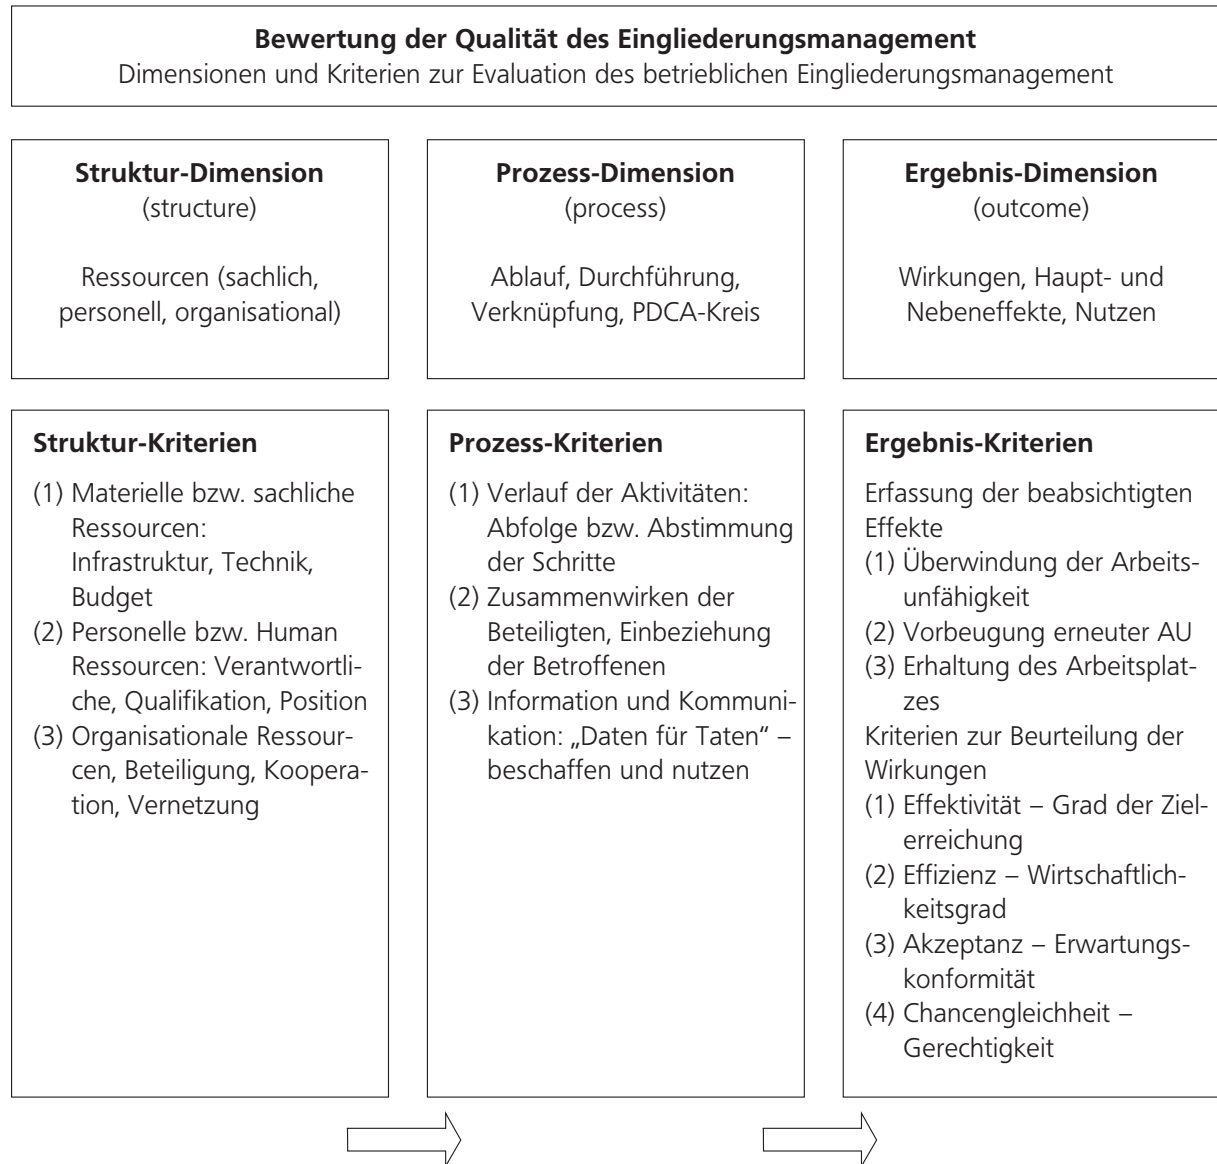 Bewertung der Qualität des Eingliederungsmanagement
Dimensionen und Kriterien zur Evaluation des betrieblichen Eingliederungsmanagement
Struktur-Dimension
(structure)
Ressourcen (sachlich,
personell, organisational)
Prozess-Dimension
(process)
Ablauf, Durchführung,
Verknüpfung, PDCA-Kreis
Ergebnis-Dimension
(outcome)
Wirkungen, Haupt- und
Nebeneffekte, Nutzen
Struktur-Kriterien
(1) Materielle bzw. sachliche
Ressourcen:
Infrastruktur, Technik,
Budget
(2) Personelle bzw. Human
Ressourcen: Verantwortli-
che, Qualifikation, Position
(3) Organisationale Ressour-
cen, Beteiligung, Koopera-
tion, Vernetzung
Prozess-Kriterien
(1) Verlauf der Aktivitäten:
Abfolge bzw. Abstimmung
der Schritte
(2) Zusammenwirken der
Beteiligten, Einbeziehung
der Betroffenen
(3) Information und Kommuni-
kation: „Daten für Taten“ –
beschaffen und nutzen
Ergebnis-Kriterien
Erfassung der beabsichtigten
Effekte
(1) Überwindung der Arbeits-
unfähigkeit
(2) Vorbeugung erneuter AU
(3) Erhaltung des Arbeitsplat-
zes
Kriterien zur Beurteilung der
Wirkungen
(1) Effektivität – Grad der Ziel-
erreichung
(2) Effizienz – Wirtschaftlich-
keitsgrad
(3) Akzeptanz – Erwartungs-
konformität
(4) Chancengleichheit –
Gerechtigkeit